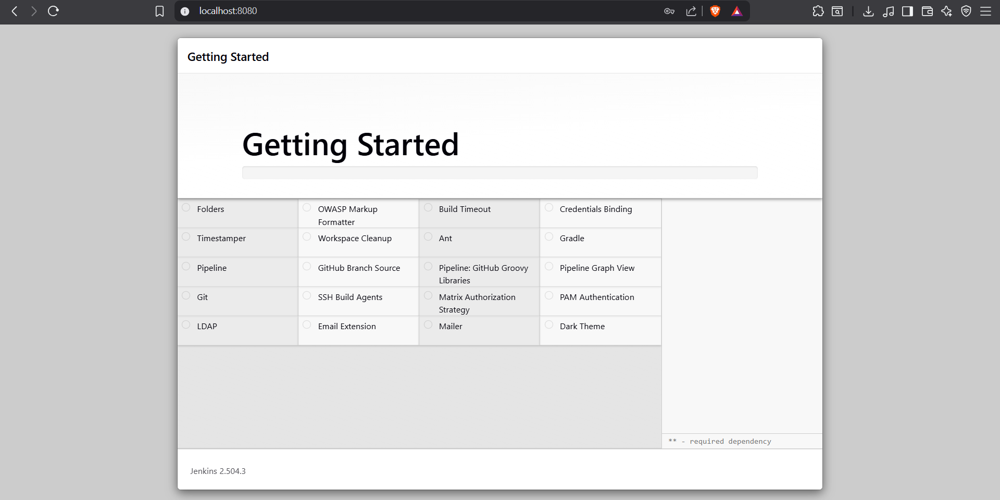 localhost:8080
Getting Started
Getting Started
Folders
OWASP Markup
Formatter
Build Timeout
Credentials Binding
Timestamper
Workspace Cleanup
Ant
Gradle
Pipeline
GitHub Branch Source
Pipeline: GitHub Groovy
Libraries
Pipeline Graph View
Git
SSH Build Agents
Matrix Authorization
Strategy
PAM Authentication
LDAP
Email Extension
Mailer
Dark Theme
** - required dependency
Jenkins 2.504.3